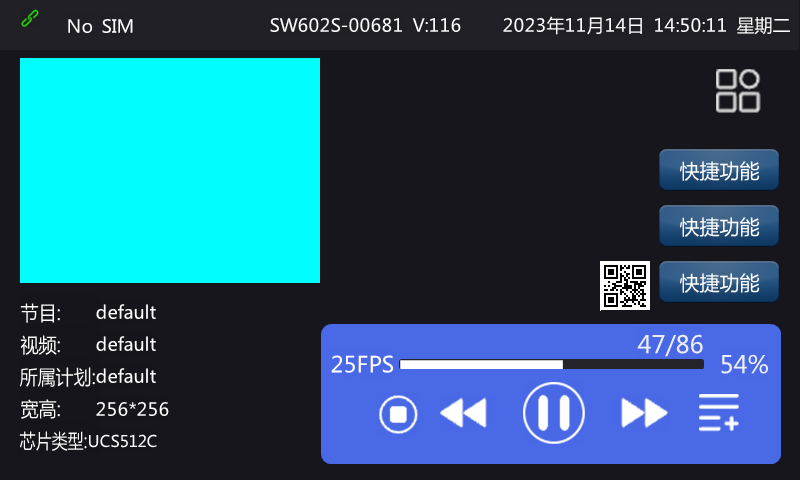 No SIM
SW602S-00681 V:116
2023年11月14日 14:50:11 星期二
快捷功能
快捷功能
快捷功能
节目: default
视频: default
所属计划:default
宽高: 256*256
芯片类型:UCS512C
47/86
25FPS
54%